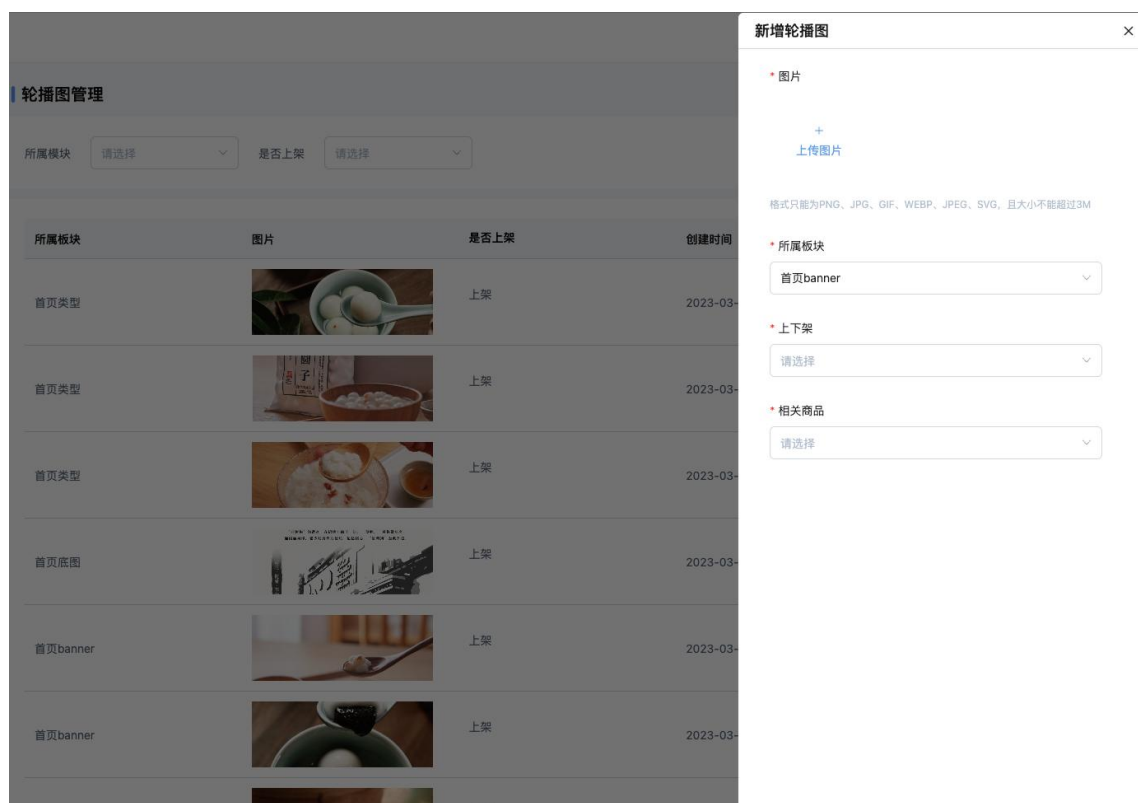 新增轮播图
轮播图管理
所属模块 请选择 是否上架 请选择
所属板块 图片 是否上架 创建时间
首页类型 上架 2023-03-
首页类型 上架 2023-03-
首页类型 上架 2023-03-
首页底图 上架 2023-03-
首页banner 上架 2023-03-
首页banner 上架 2023-03-
* 图片
+
上传图片
格式只能为PNG、JPG、GIF、WEBP、JPEG、SVG，且大小不能超过3M
* 所属板块
首页banner
* 上下架
请选择
* 相关商品
请选择